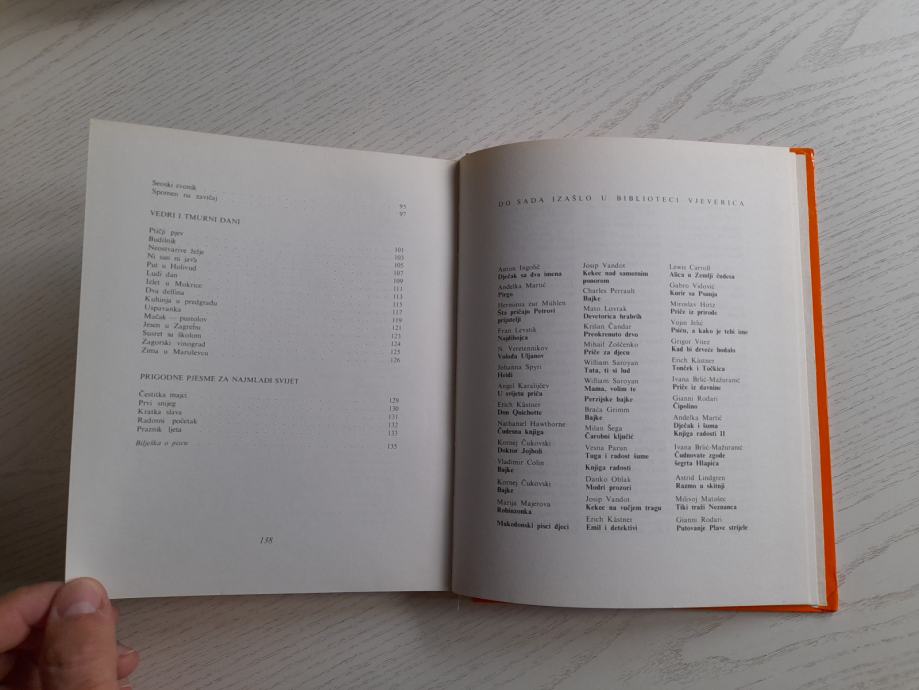 Seoski zvonik 95
Spomen na zavičaj 97
VEDRI I TMURNI DANI
Ptičji pjev 101
Budilnik 103
Neostvarive želje 105
Ni san ni java 107
Put u Holivud 109
Ludi dan 111
Izlet u Mokrice 113
Dva delfina 115
Kuhinja u predgrađu 117
Uspavanka 119
Mačak — pustolov 121
Jesen u Zagrebu 123
Susret sa školom 124
Zagorski vinograd 125
Zima u Maruševcu 126
PRIGODNE PJESME ZA NAJMLAĐI SVIJET
Čestitka majci 129
Prvi snijeg 130
Kratka slava 131
Radosni početak 132
Praznik ljeta 133
Bilješka o piscu 135
138
DO SADA IZAŠLO U BIBLIOTECI VJEVERICA
Anton Ingolič
Dječak sa dva imena
Anđelka Martić
Pirgo
Hermina zur Mühlen
Šta pričaju Petrovi
prijatelji
Fran Levstik
Najdihojca
N. Veretennikov
Volođa Uljanov
Johanna Spyri
Heidi
Angel Karalijčev
U svijetu priča
Erich Kästner
Don Quichotte
Nathaniel Hawthorne
Čudesna knjiga
Kornej Čukovski
Doktor Jojboli
Vladimir Colin
Bajke
Kornej Čukovski
Bajke
Marija Majerova
Robinzonka
Makedonski pisci djeci
Josip Vandot
Kekec nad samotnim
ponorom
Charles Perrault
Bajke
Mato Lovrak
Devetorica hrabrih
Krišan Čandar
Preokrenuto drvo
Mihail Zoščenko
Priče za djecu
William Saroyan
Tata, ti si lud
William Saroyan
Mama, volim te
Perzijske bajke
Braća Grimm
Bajke
Milan Šega
Čarobni ključić
Vesna Parun
Tuga i radost šume
Knjiga radosti
Danko Oblak
Modri prozori
Josip Vandot
Kekec na vučjem tragu
Erich Kästner
Emil i detektivi
Lewis Carroll
Alica u Zemlji čudesa
Gabro Vidović
Kurir sa Psunja
Miroslav Hirtz
Priče iz prirode
Vojin Jelić
Psiću, a kako je tebi ime
Grigor Vitez
Kad bi drveće hodalo
Erich Kästner
Tonček i Točkica
Ivana Brlić-Mažuranić
Priče iz davnine
Gianni Rodari
Čipolino
Anđelka Martić
Dječak i šuma
Knjiga radosti II
Ivana Brlić-Mažuranić
Čudnovate zgode
šegrta Hlapića
Astrid Lindgren
Razmo u skitnji
Milivoj Matošec
Tiki traži Neznanca
Gianni Rodari
Putovanje Plave strijele